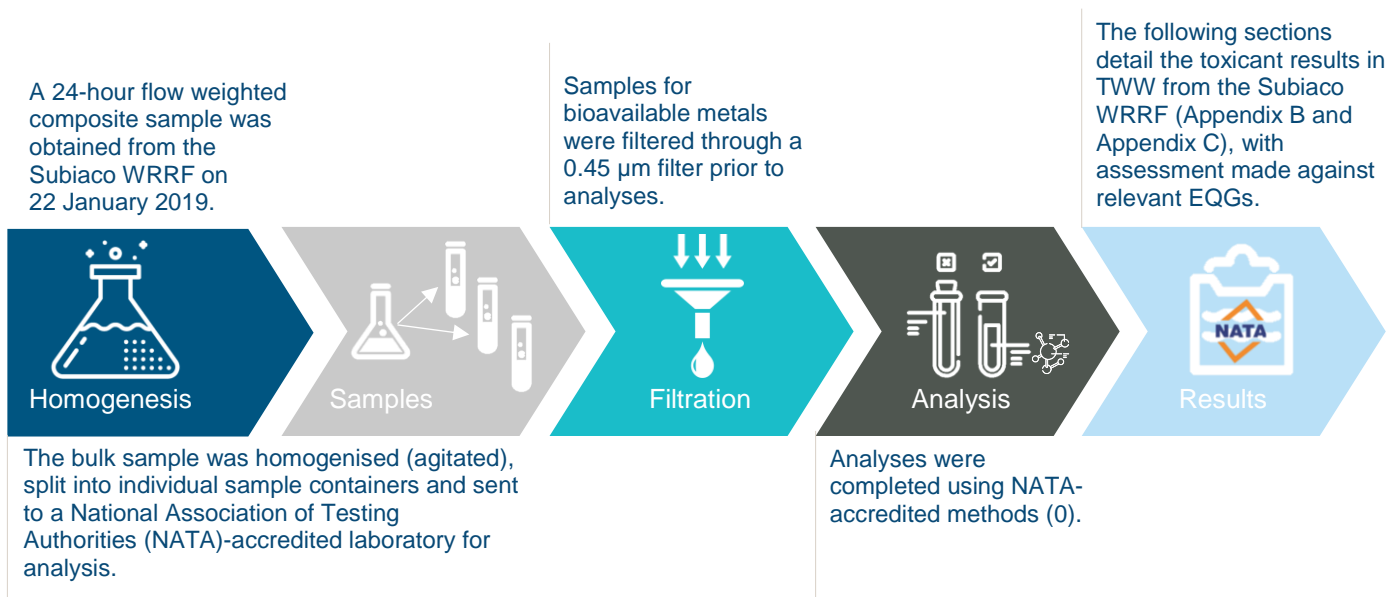 A 24-hour flow weighted
composite sample was
obtained from the
Subiaco WRRF on
22 January 2019.
Samples for
bioavailable metals
were filtered through a
0.45 µm filter prior to
analyses.
The following sections
detail the toxicant results in
TWW from the Subiaco
WRRF (Appendix B and
Appendix C), with
assessment made against
relevant EQGs.
Homogenesis
Samples
Filtration
Analysis
NATA
Results
The bulk sample was homogenised (agitated),
split into individual sample containers and sent
to a National Association of Testing
Authorities (NATA)-accredited laboratory for
analysis.
Analyses were
completed using NATA-
accredited methods (0).